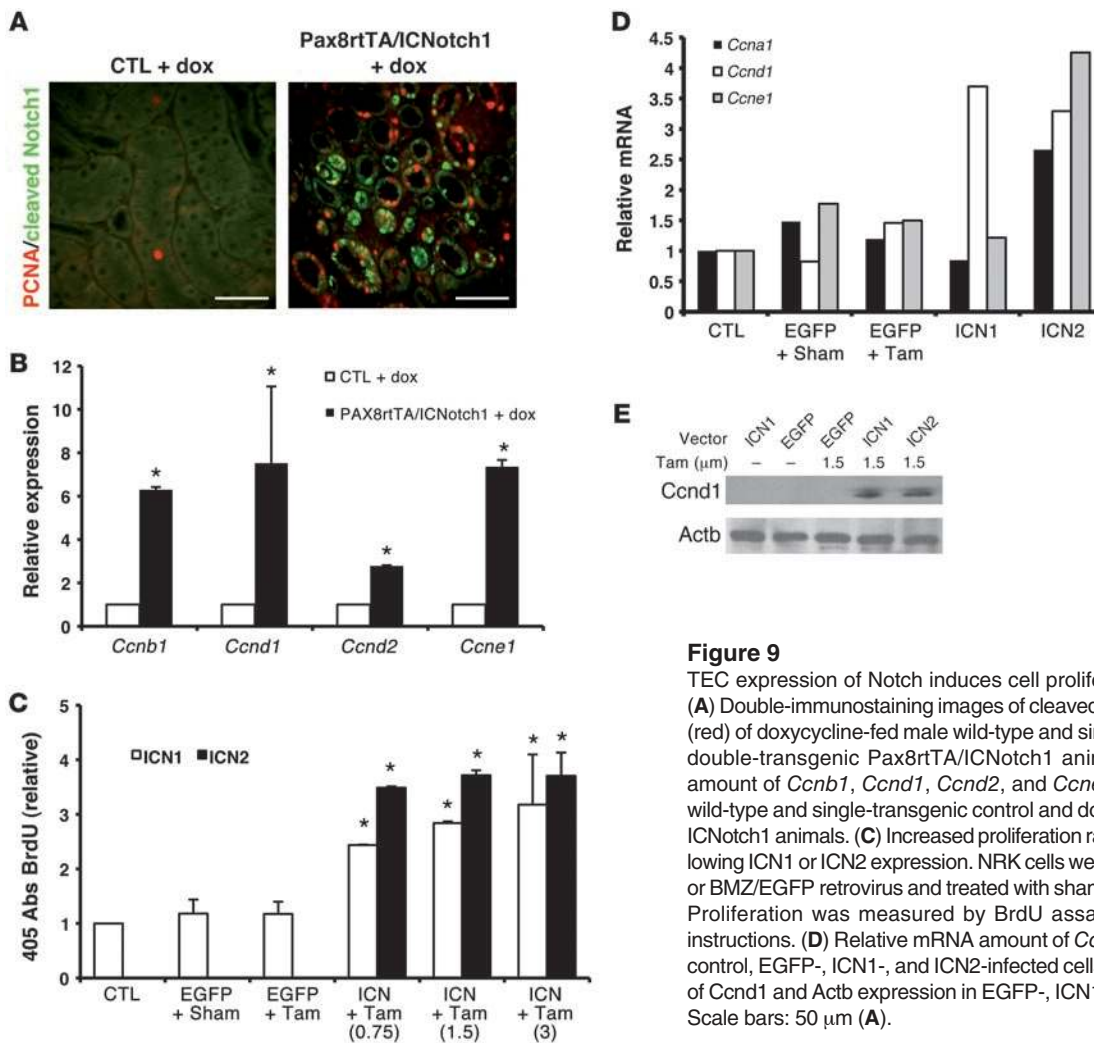 A
CTL + dox
Pax8rtTA/ICNotch1
+ dox
PCNA/cleaved Notch1
B
Relative expression
12
10
8
6
4
2
0
CTL + dox
PAX8rtTA/ICNotch1 + dox
* * * *
Ccnb1 Ccnd1 Ccnd2 Ccne1
C
405 Abs BrdU (relative)
5
4
3
2
1
0
ICN1 ICN2
* * * * * *
CTL EGFP + Sham EGFP + Tam ICN + Tam (0.75) ICN + Tam (1.5) ICN + Tam (3)
D
Relative mRNA
4.5
4
3.5
3
2.5
2
1.5
1
0.5
Ccna1
Ccnd1
Ccne1
CTL EGFP + Sham EGFP + Tam ICN1 ICN2
E
Vector ICN1 EGFP EGFP ICN1 ICN2
Tam (μm) – – 1.5 1.5 1.5
Ccnd1
Actb
Figure 9
TEC expression of Notch induces cell prolife
(A) Double-immunostaining images of cleaved
(red) of doxycycline-fed male wild-type and si
double-transgenic Pax8rtTA/ICNotch1 ani
amount of Ccnb1, Ccnd1, Ccnd2, and Ccn
wild-type and single-transgenic control and do
ICNotch1 animals. (C) Increased proliferation ra
lowing ICN1 or ICN2 expression. NRK cells we
or BMZ/EGFP retrovirus and treated with shan
Proliferation was measured by BrdU assa
instructions. (D) Relative mRNA amount of Cc
control, EGFP-, ICN1-, and ICN2-infected cell
of Ccnd1 and Actb expression in EGFP-, ICN1
Scale bars: 50 μm (A).